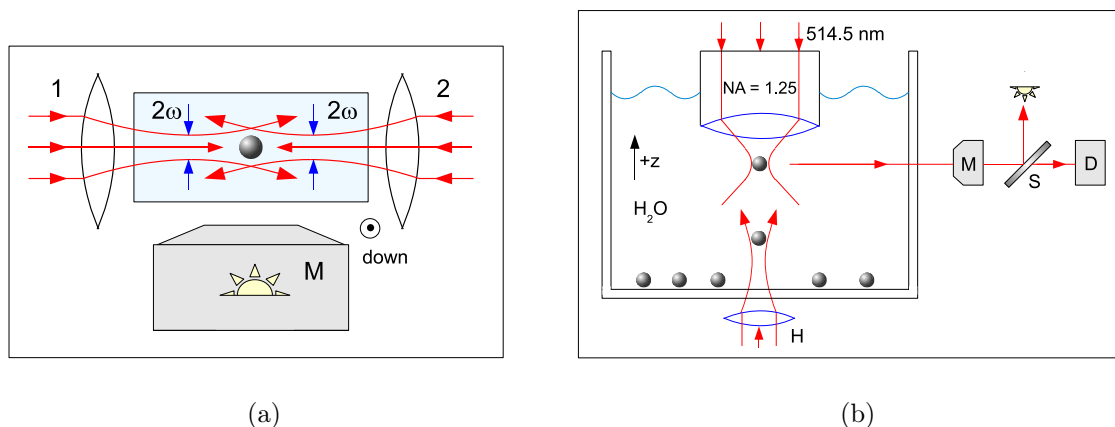 1
2ω
2ω
2
M
down
(a)
514.5 nm
NA = 1.25
+z
H₂O
M
S
D
H
(b)